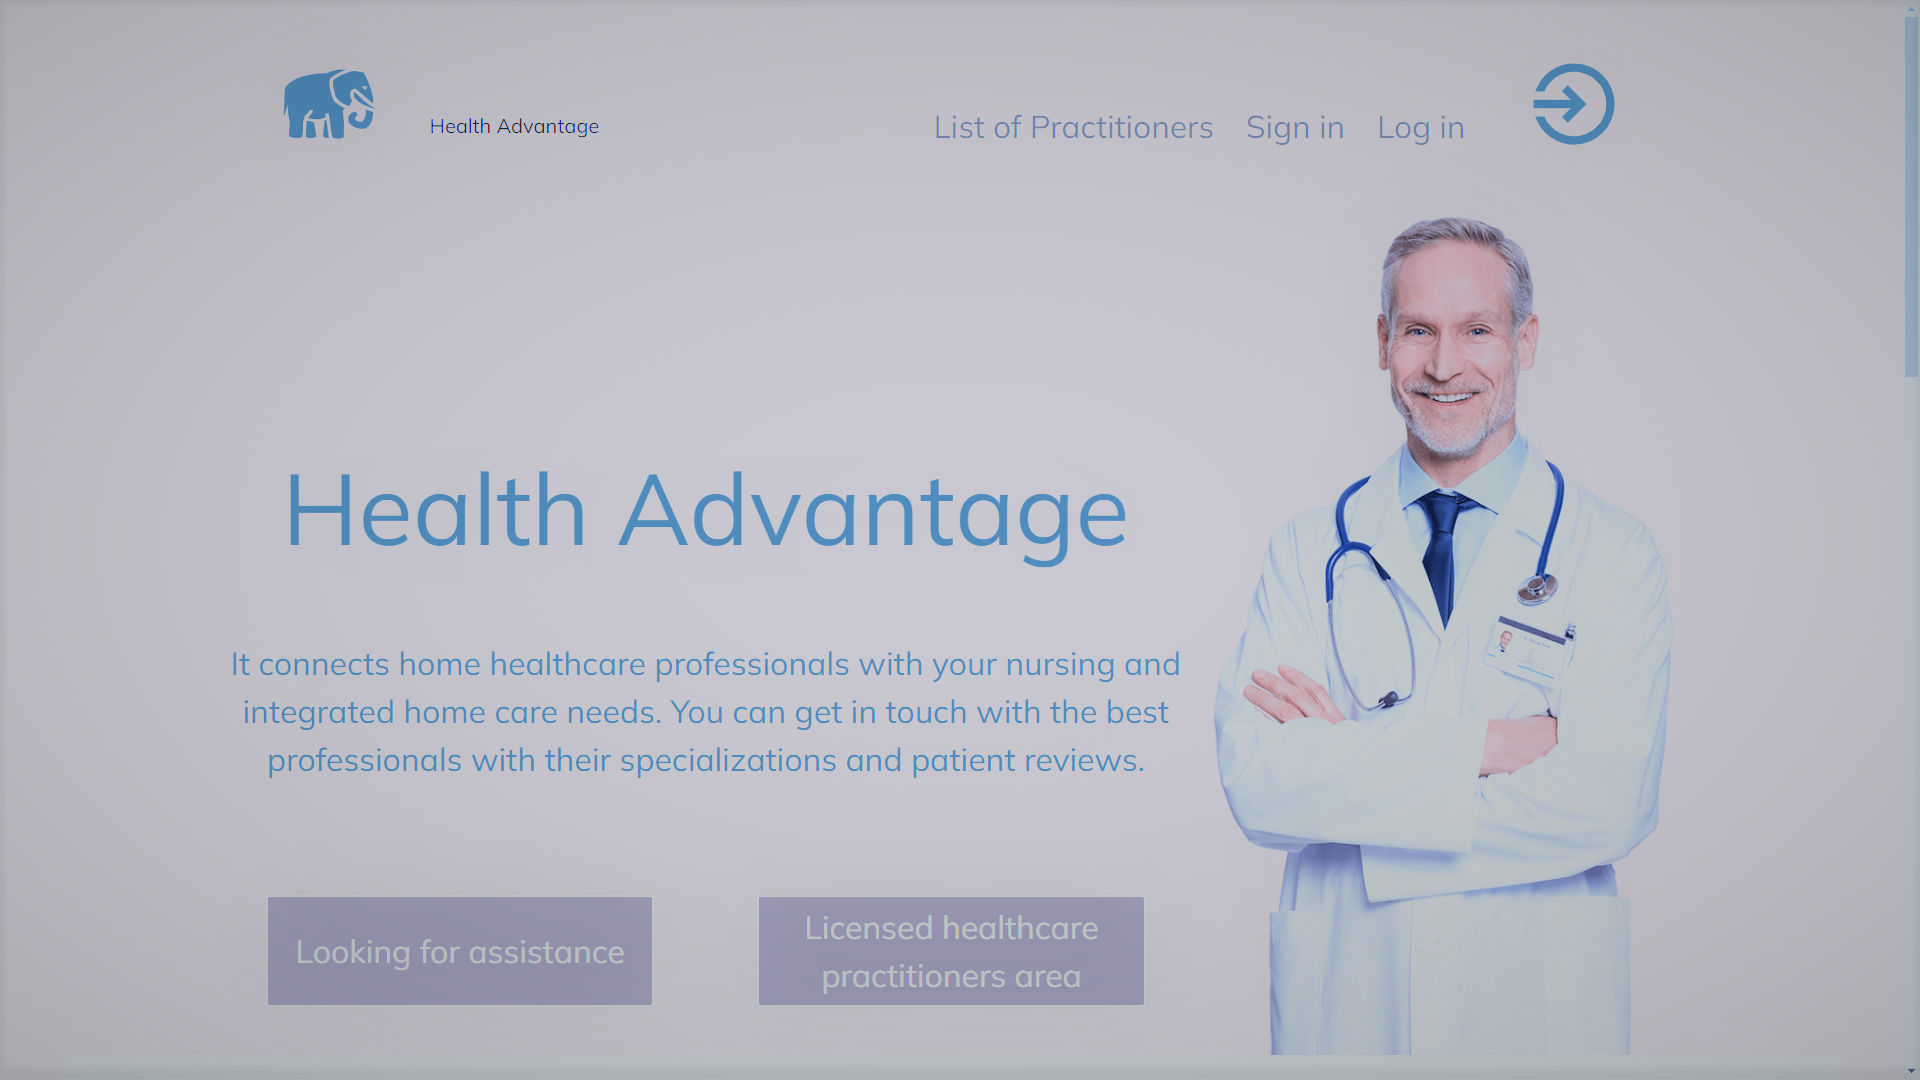 Health Advantage
List of Practitioners
Sign in
Log in
Health Advantage
It connects home healthcare professionals with your nursing and
integrated home care needs. You can get in touch with the best
professionals with their specializations and patient reviews.
Looking for assistance
Licensed healthcare
practitioners area